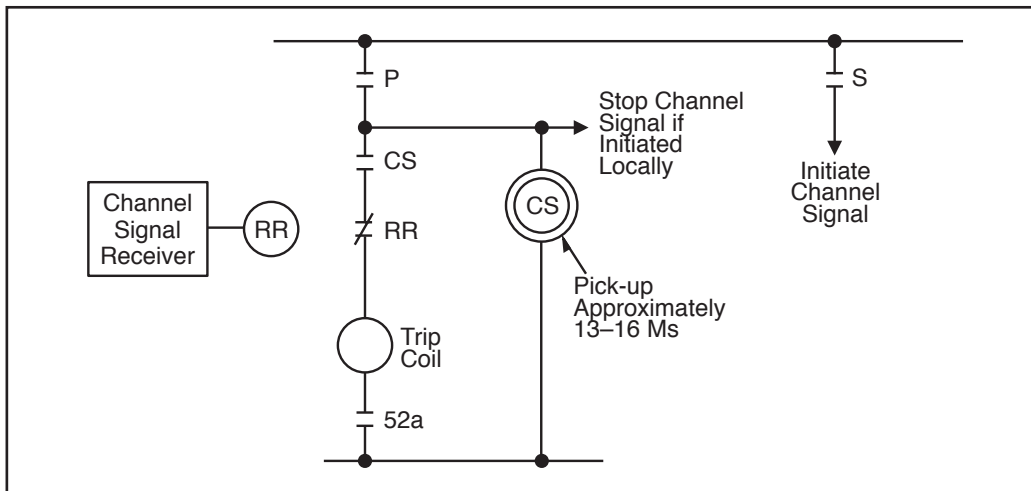 P
S
Stop Channel
Signal if
Initiated
Locally
CS
Initiate
Channel
Signal
Channel
Signal
Receiver
RR
RR
CS
Pick-up
Approximately
13–16 Ms
Trip
Coil
52a